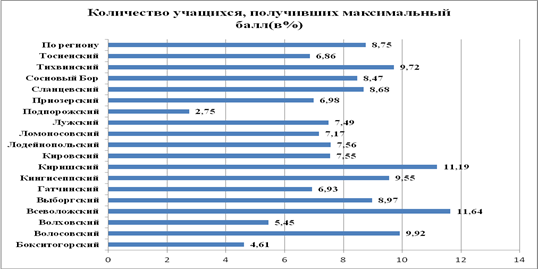 Количество учащихся, получивших максимальный
балл(в%)
По региону 8,75
Тосненский 6,86
Тихвинский 9,72
Сосновый Бор 8,47
Сланцевский 8,68
Приозерский 6,98
Подпорожский 2,75
Лужский 7,49
Ломоносовский 7,17
Лодейнопольский 7,56
Кировский 7,55
Киришский 11,19
Кингисеппский 9,55
Гатчинский 6,93
Выборгский 8,97
Всеволожский 11,64
Волховский 5,45
Волосовский 9,92
Бокситогорский 4,61
0 2 4 6 8 10 12 14